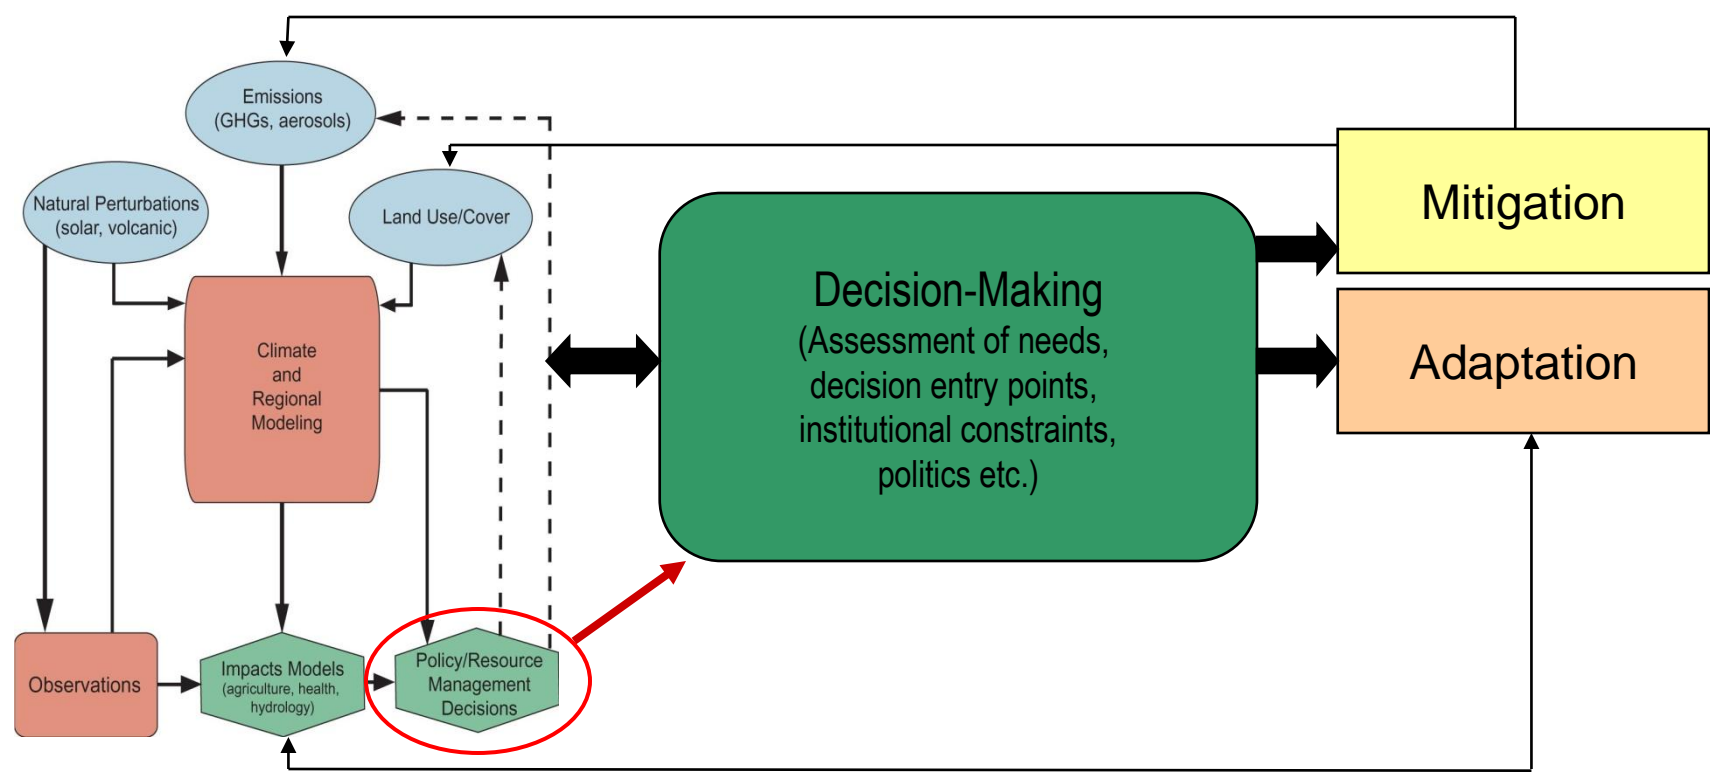 Emissions
(GHGs, aerosols)
Natural Perturbations
(solar, volcanic)
Land Use/Cover
Climate
and
Regional
Modeling
Observations
Impacts Models
(agriculture, health,
hydrology)
Policy/Resource
Management
Decisions
Decision-Making
(Assessment of needs,
decision entry points,
institutional constraints,
politics etc.)
Mitigation
Adaptation